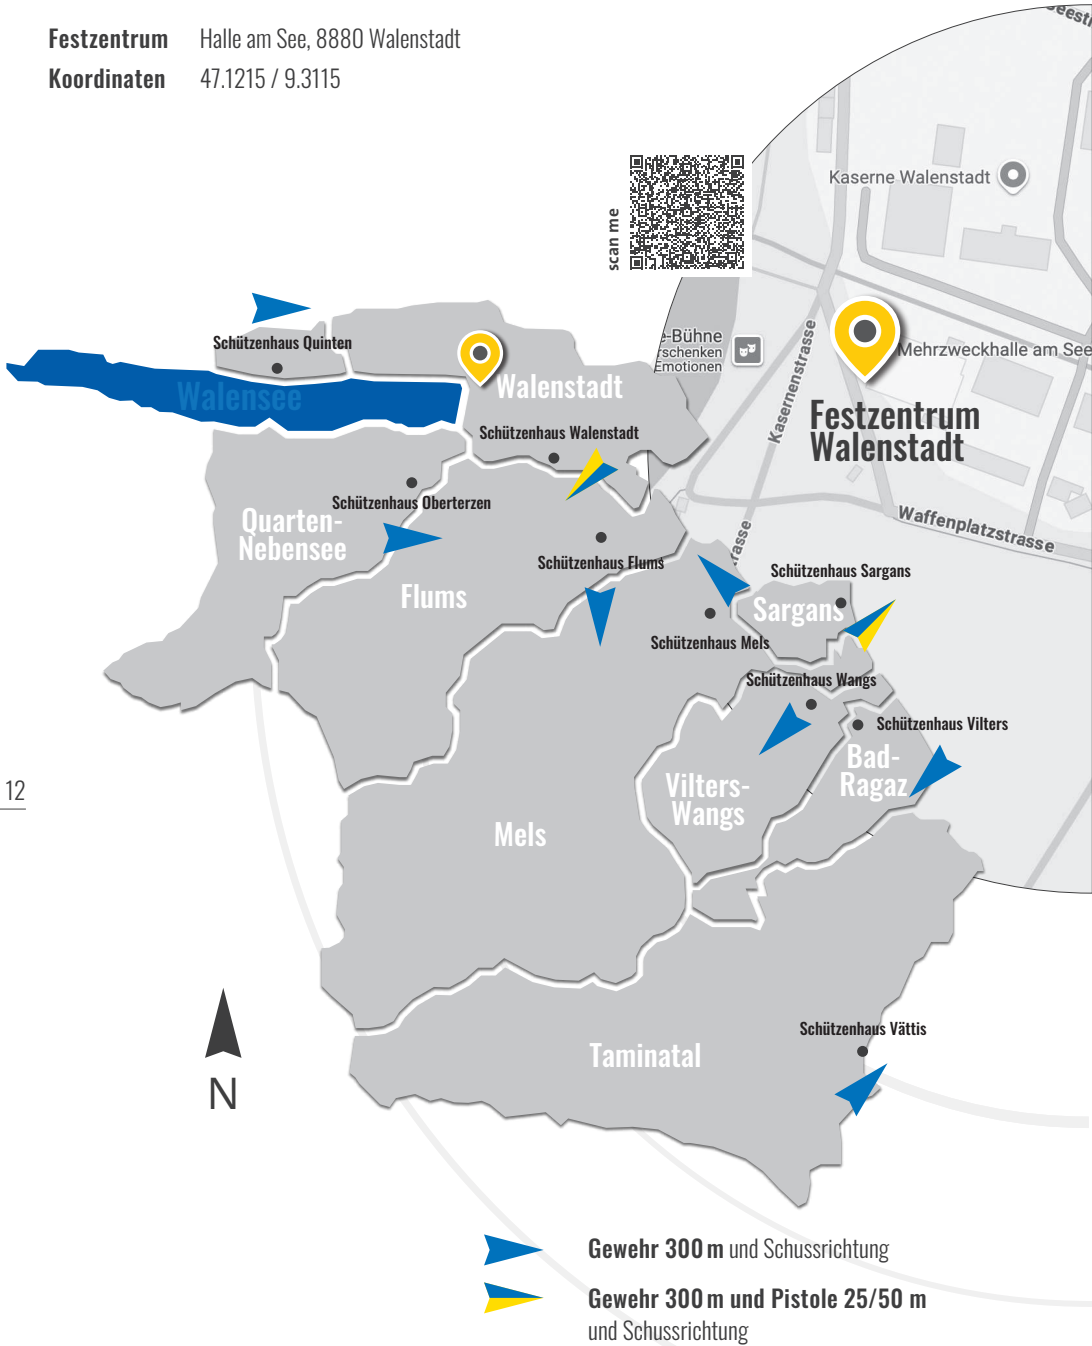 Festzentrum Halle am See, 8880 Walenstadt
Koordinaten 47.1215 / 9.3115
scan me
Kaserne Walenstadt
Mehrzweckhalle am See
e-Bühne
rschenken
Emotionen
Kasernenstrasse
Festzentrum
Walenstadt
Waffenplatzstrasse
rasse
Schützenhaus Quinten
Walensee
Walenstadt
Schützenhaus Walenstadt
Schützenhaus Oberterzen
Quarten-
Nebensee
Schützenhaus Flums
Flums
Schützenhaus Sargans
Sargans
Schützenhaus Mels
Schützenhaus Wangs
Schützenhaus Vilters
Bad-
Ragaz
Vilters-
Wangs
12
Mels
Schützenhaus Vättis
Taminatal
N
Gewehr 300 m und Schussrichtung
Gewehr 300 m und Pistole 25/50 m
und Schussrichtung